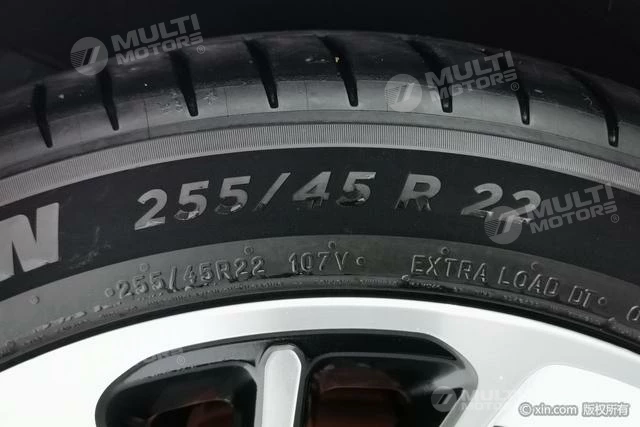 MULTI
MOTORS
MULTI
MOTORS
N 255/45 R 22
MULTI
MOTORS
255/45R22 107V EXTRA LOAD DT
MULTI
MOTORS
© xin.com 版权所有